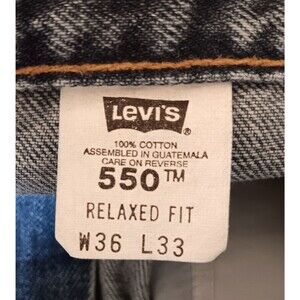 Levi's
100% COTTON
ASSEMBLED IN GUATEMALA
CARE ON REVERSE
550™
RELAXED FIT
W36 L33